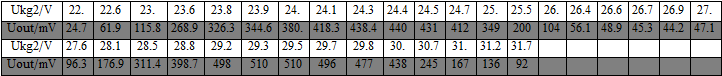 Ukg2/V 22. 22.6 23. 23.6 23.8 23.9 24. 24.1 24.3 24.4 24.5 24.7 25. 25.5 26. 26.4 26.6 26.7 26.9 27.
Uout/mV 24.7 61.9 115.8 268.9 326.3 344.6 380. 418.3 438.4 440 431 412 349 200 104 56.1 48.9 45.3 44.2 47.1
Ukg2/V 27.6 28.1 28.5 28.8 29.2 29.3 29.5 29.7 29.8 30. 30.7 31. 31.2 31.7
Uout/mV 96.3 176.9 311.4 398.7 498 510 510 496 477 438 245 167 136 92